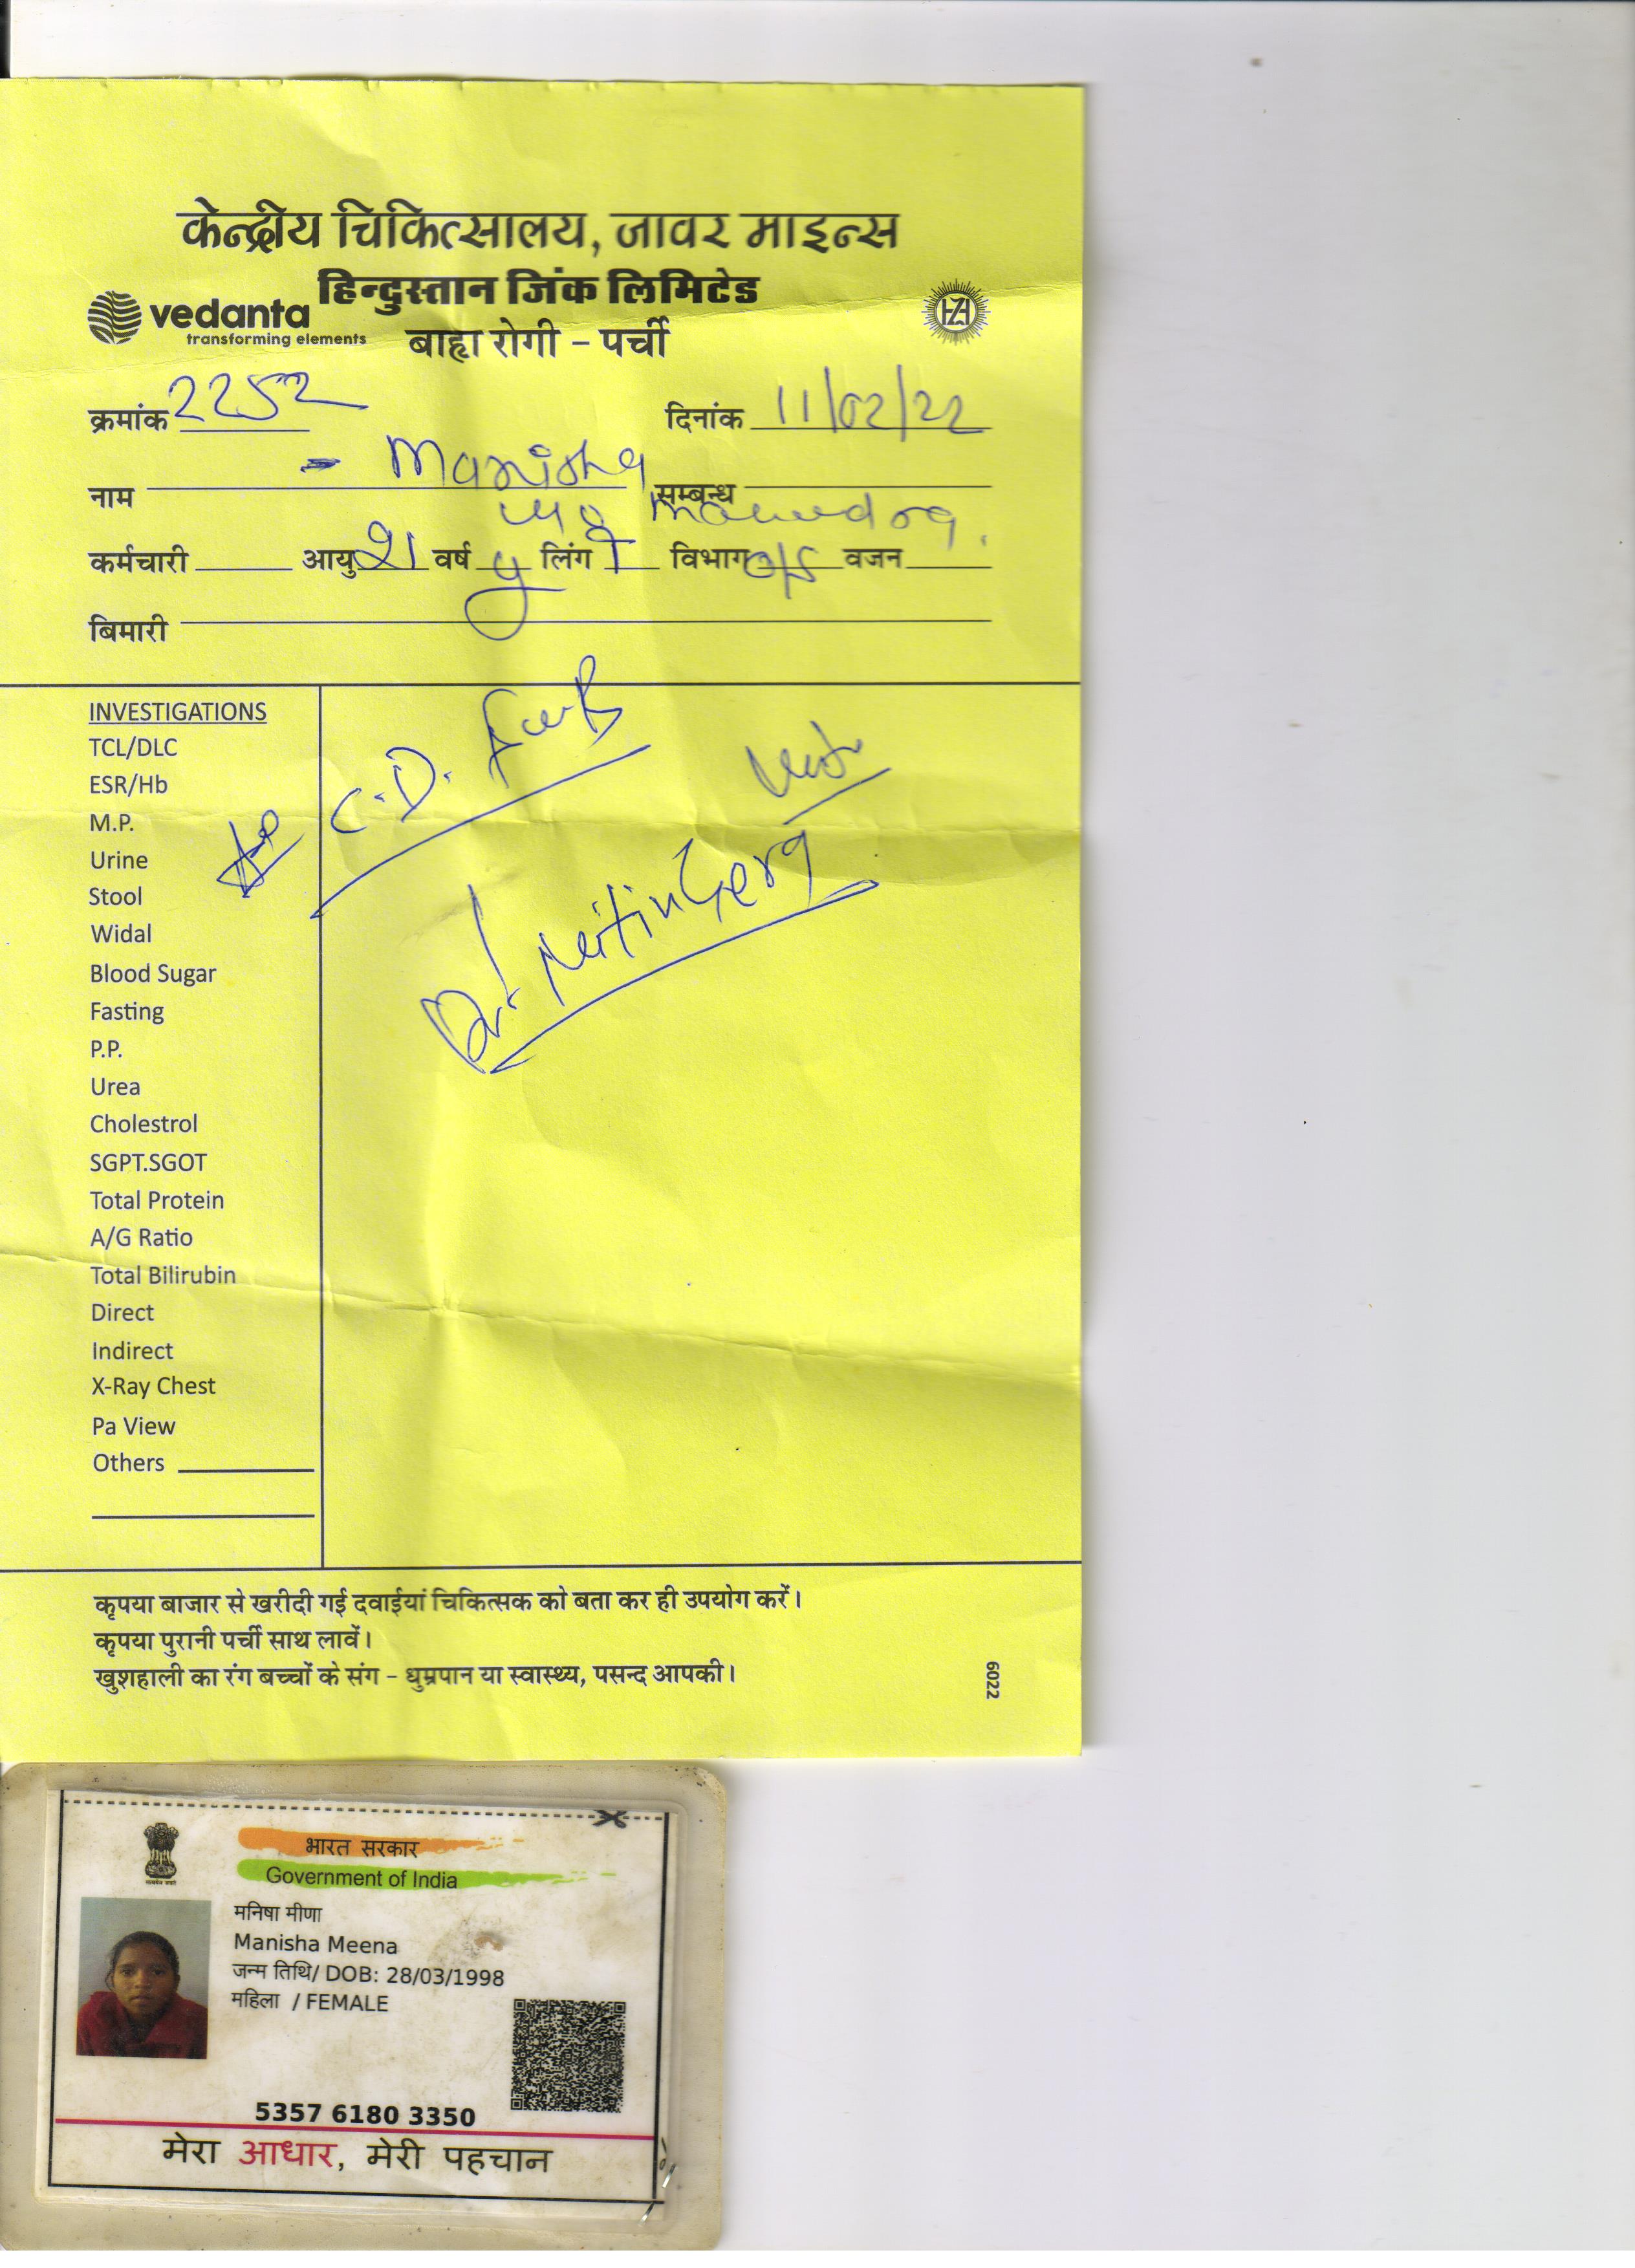 केन्द्रीय चिकित्सालय, जावर माइन्स
हिन्दुस्तान जिंक लिमिटेड
vedanta
transforming elements
बाह्य रोगी - पर्ची
क्रमांक 2252 दिनांक 11/02/22
नाम - Manisha सम्बन्ध
कर्मचारी आयु 21 वर्ष y लिंग f विभाग o/s वजन
बिमारी
INVESTIGATIONS
TCL/DLC
ESR/Hb
M.P.
Urine
Stool
Widal
Blood Sugar
Fasting
P.P.
Urea
Cholestrol
SGPT.SGOT
Total Protein
A/G Ratio
Total Bilirubin
Direct
Indirect
X-Ray Chest
Pa View
Others
C.D.
Dr.
कृपया बाजार से खरीदी गई दवाईयां चिकित्सक को बता कर ही उपयोग करें।
कृपया पुरानी पर्ची साथ लावें।
खुशहाली का रंग बच्चों के संग - धुम्रपान या स्वास्थ्य, पसन्द आपकी।
6022
भारत सरकार
Government of India
मनिषा मीणा
Manisha Meena
जन्म तिथि/ DOB: 28/03/1998
महिला / FEMALE
5357 6180 3350
मेरा आधार, मेरी पहचान